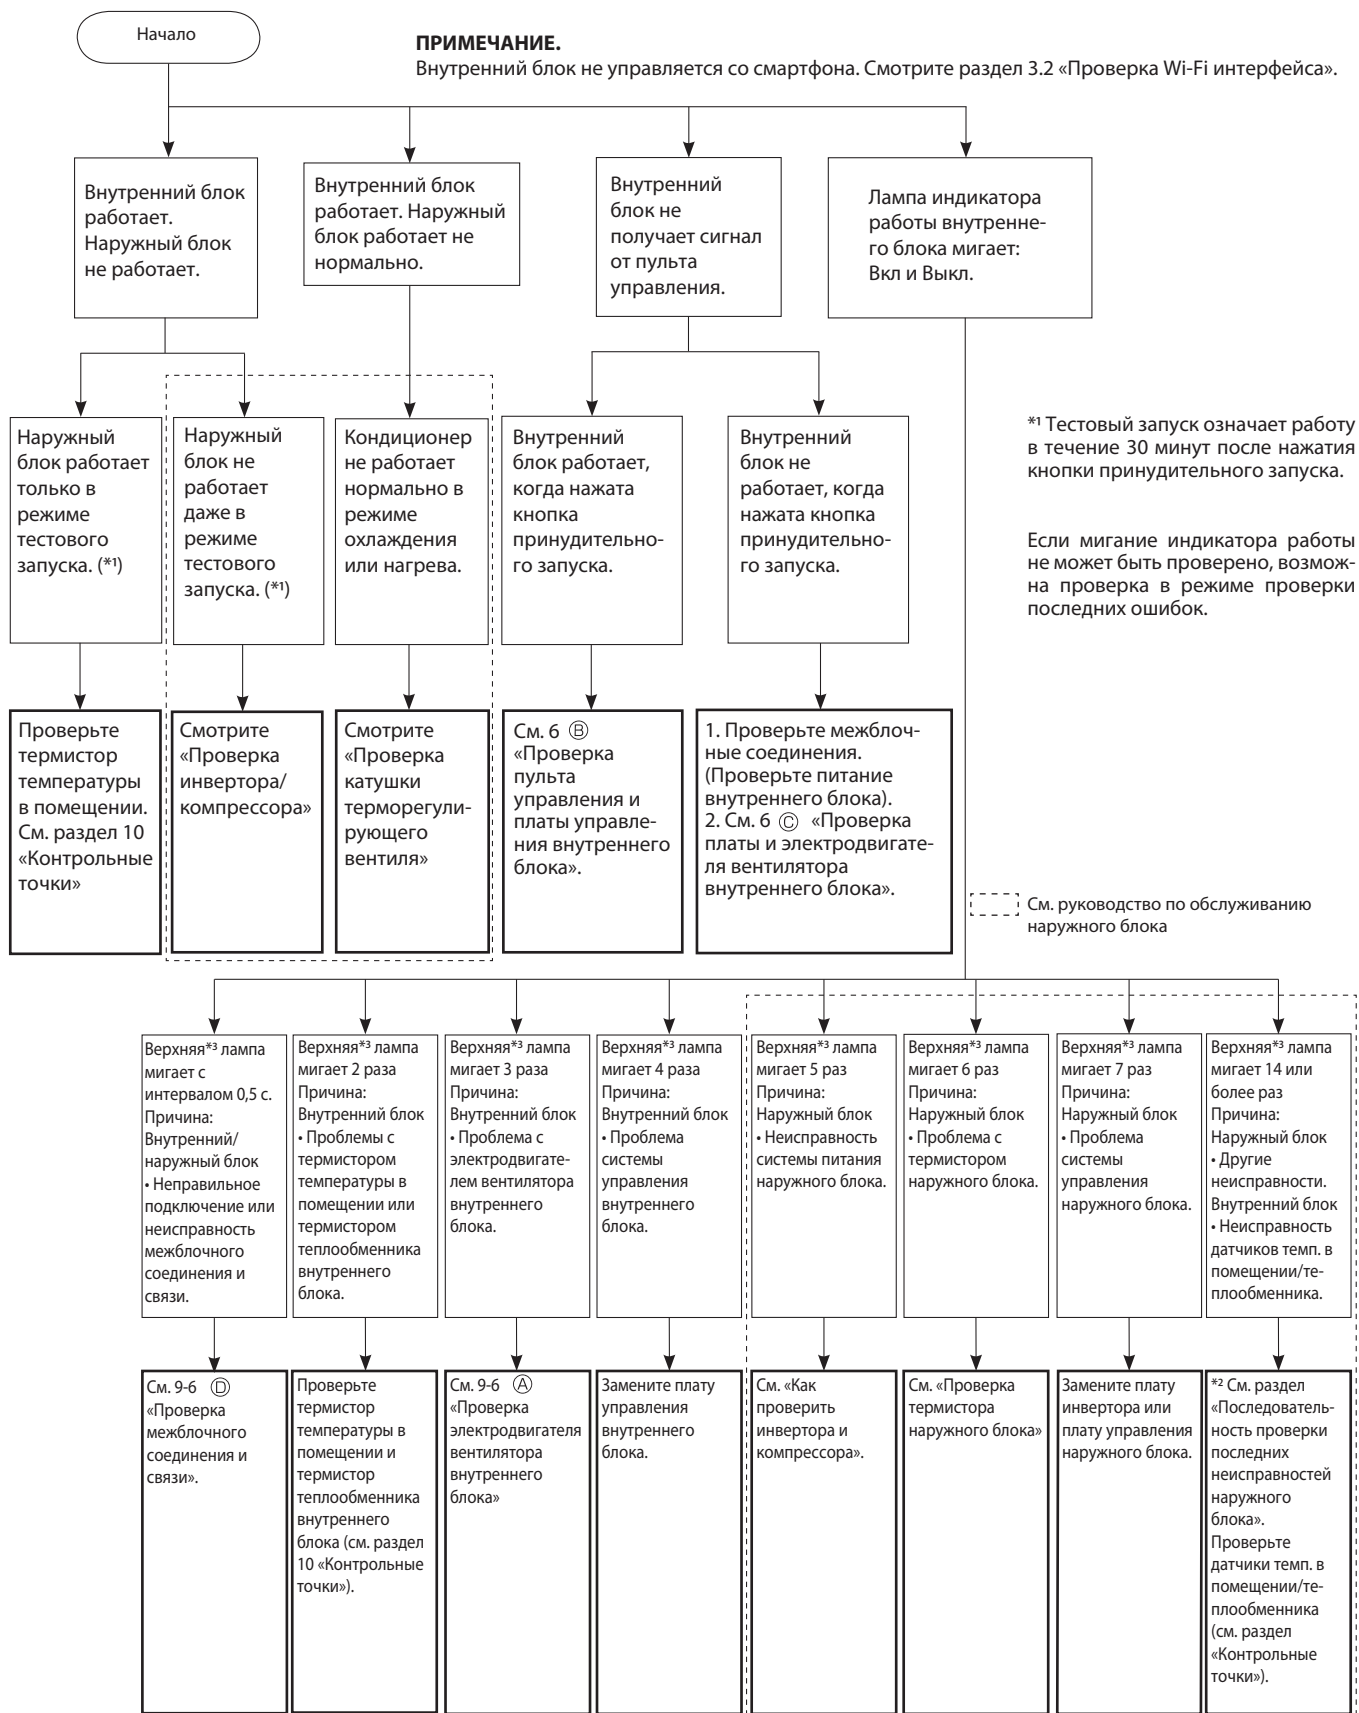 Начало
ПРИМЕЧАНИЕ.
Внутренний блок не управляется со смартфона. Смотрите раздел 3.2 «Проверка Wi-Fi интерфейса».
Внутренний блок
работает.
Наружный блок
не работает.
Внутренний блок
работает. Наружный
блок работает не
нормально.
Внутренний
блок не
получает сигнал
от пульта
управления.
Лампа индикатора
работы внутренне-
го блока мигает:
Вкл и Выкл.
Наружный
блок работает
только в
режиме
тестового
запуска. (*1)
Наружный
блок не
работает
даже в
режиме
тестового
запуска. (*1)
Кондиционер
не работает
нормально в
режиме
охлаждения
или нагрева.
Внутренний
блок работает,
когда нажата
кнопка
принудительно-
го запуска.
Внутренний
блок не
работает, когда
нажата кнопка
принудительно-
го запуска.
*1 Тестовый запуск означает работу
в течение 30 минут после нажатия
кнопки принудительного запуска.
Если мигание индикатора работы
не может быть проверено, возмож-
на проверка в режиме проверки
последних ошибок.
Проверьте
термистор
температуры
в помещении.
См. раздел 10
«Контрольные
точки»
Смотрите
«Проверка
инвертора/
компрессора»
Смотрите
«Проверка
катушки
терморегули-
рующего
вентиля»
См. 6 Ⓑ
«Проверка
пульта
управления и
платы управле-
ния внутреннего
блока».
1. Проверьте межблоч-
ные соединения.
(Проверьте питание
внутреннего блока).
2. См. 6 Ⓒ «Проверка
платы и электродвигате-
ля вентилятора
внутреннего блока».
См. руководство по обслуживанию
наружного блока
Верхняя*3 лампа
мигает с
интервалом 0,5 с.
Причина:
Внутренний/
наружный блок
• Неправильное
подключение или
неисправность
межблочного
соединения и
связи.
Верхняя*3 лампа
мигает 2 раза
Причина:
Внутренний блок
• Проблемы с
термистором
температуры в
помещении или
термистором
теплообменника
внутреннего
блока.
Верхняя*3 лампа
мигает 3 раза
Причина:
Внутренний блок
• Проблема с
электродвигате-
лем вентилятора
внутреннего
блока.
Верхняя*3 лампа
мигает 4 раза
Причина:
Внутренний блок
• Проблема
системы
управления
внутреннего
блока.
Верхняя*3 лампа
мигает 5 раз
Причина:
Наружный блок
• Неисправность
системы питания
наружного блока.
Верхняя*3 лампа
мигает 6 раз
Причина:
Наружный блок
• Проблема с
термистором
наружного блока.
Верхняя*3 лампа
мигает 7 раз
Причина:
Наружный блок
• Проблема
системы
управления
наружного блока.
Верхняя*3 лампа
мигает 14 или
более раз
Причина:
Наружный блок
• Другие
неисправности.
Внутренний блок
• Неисправность
датчиков темп. в
помещении/те-
плообменника.
См. 9-6 Ⓓ
«Проверка
межблочного
соединения и
связи».
Проверьте
термистор
температуры в
помещении и
термистор
теплообменника
внутреннего
блока (см. раздел
10 «Контрольные
точки»).
См. 9-6 Ⓐ
«Проверка
электродвигателя
вентилятора
внутреннего
блока»
Замените плату
управления
внутреннего
блока.
См. «Как
проверить
инвертора и
компрессора».
См. «Проверка
термистора
наружного блока»
Замените плату
инвертора или
плату управления
наружного блока.
*2 См. раздел
«Последователь-
ность проверки
последних
неисправностей
наружного
блока».
Проверьте
датчики темп. в
помещении/те-
плообменника
(см. раздел
«Контрольные
точки»).